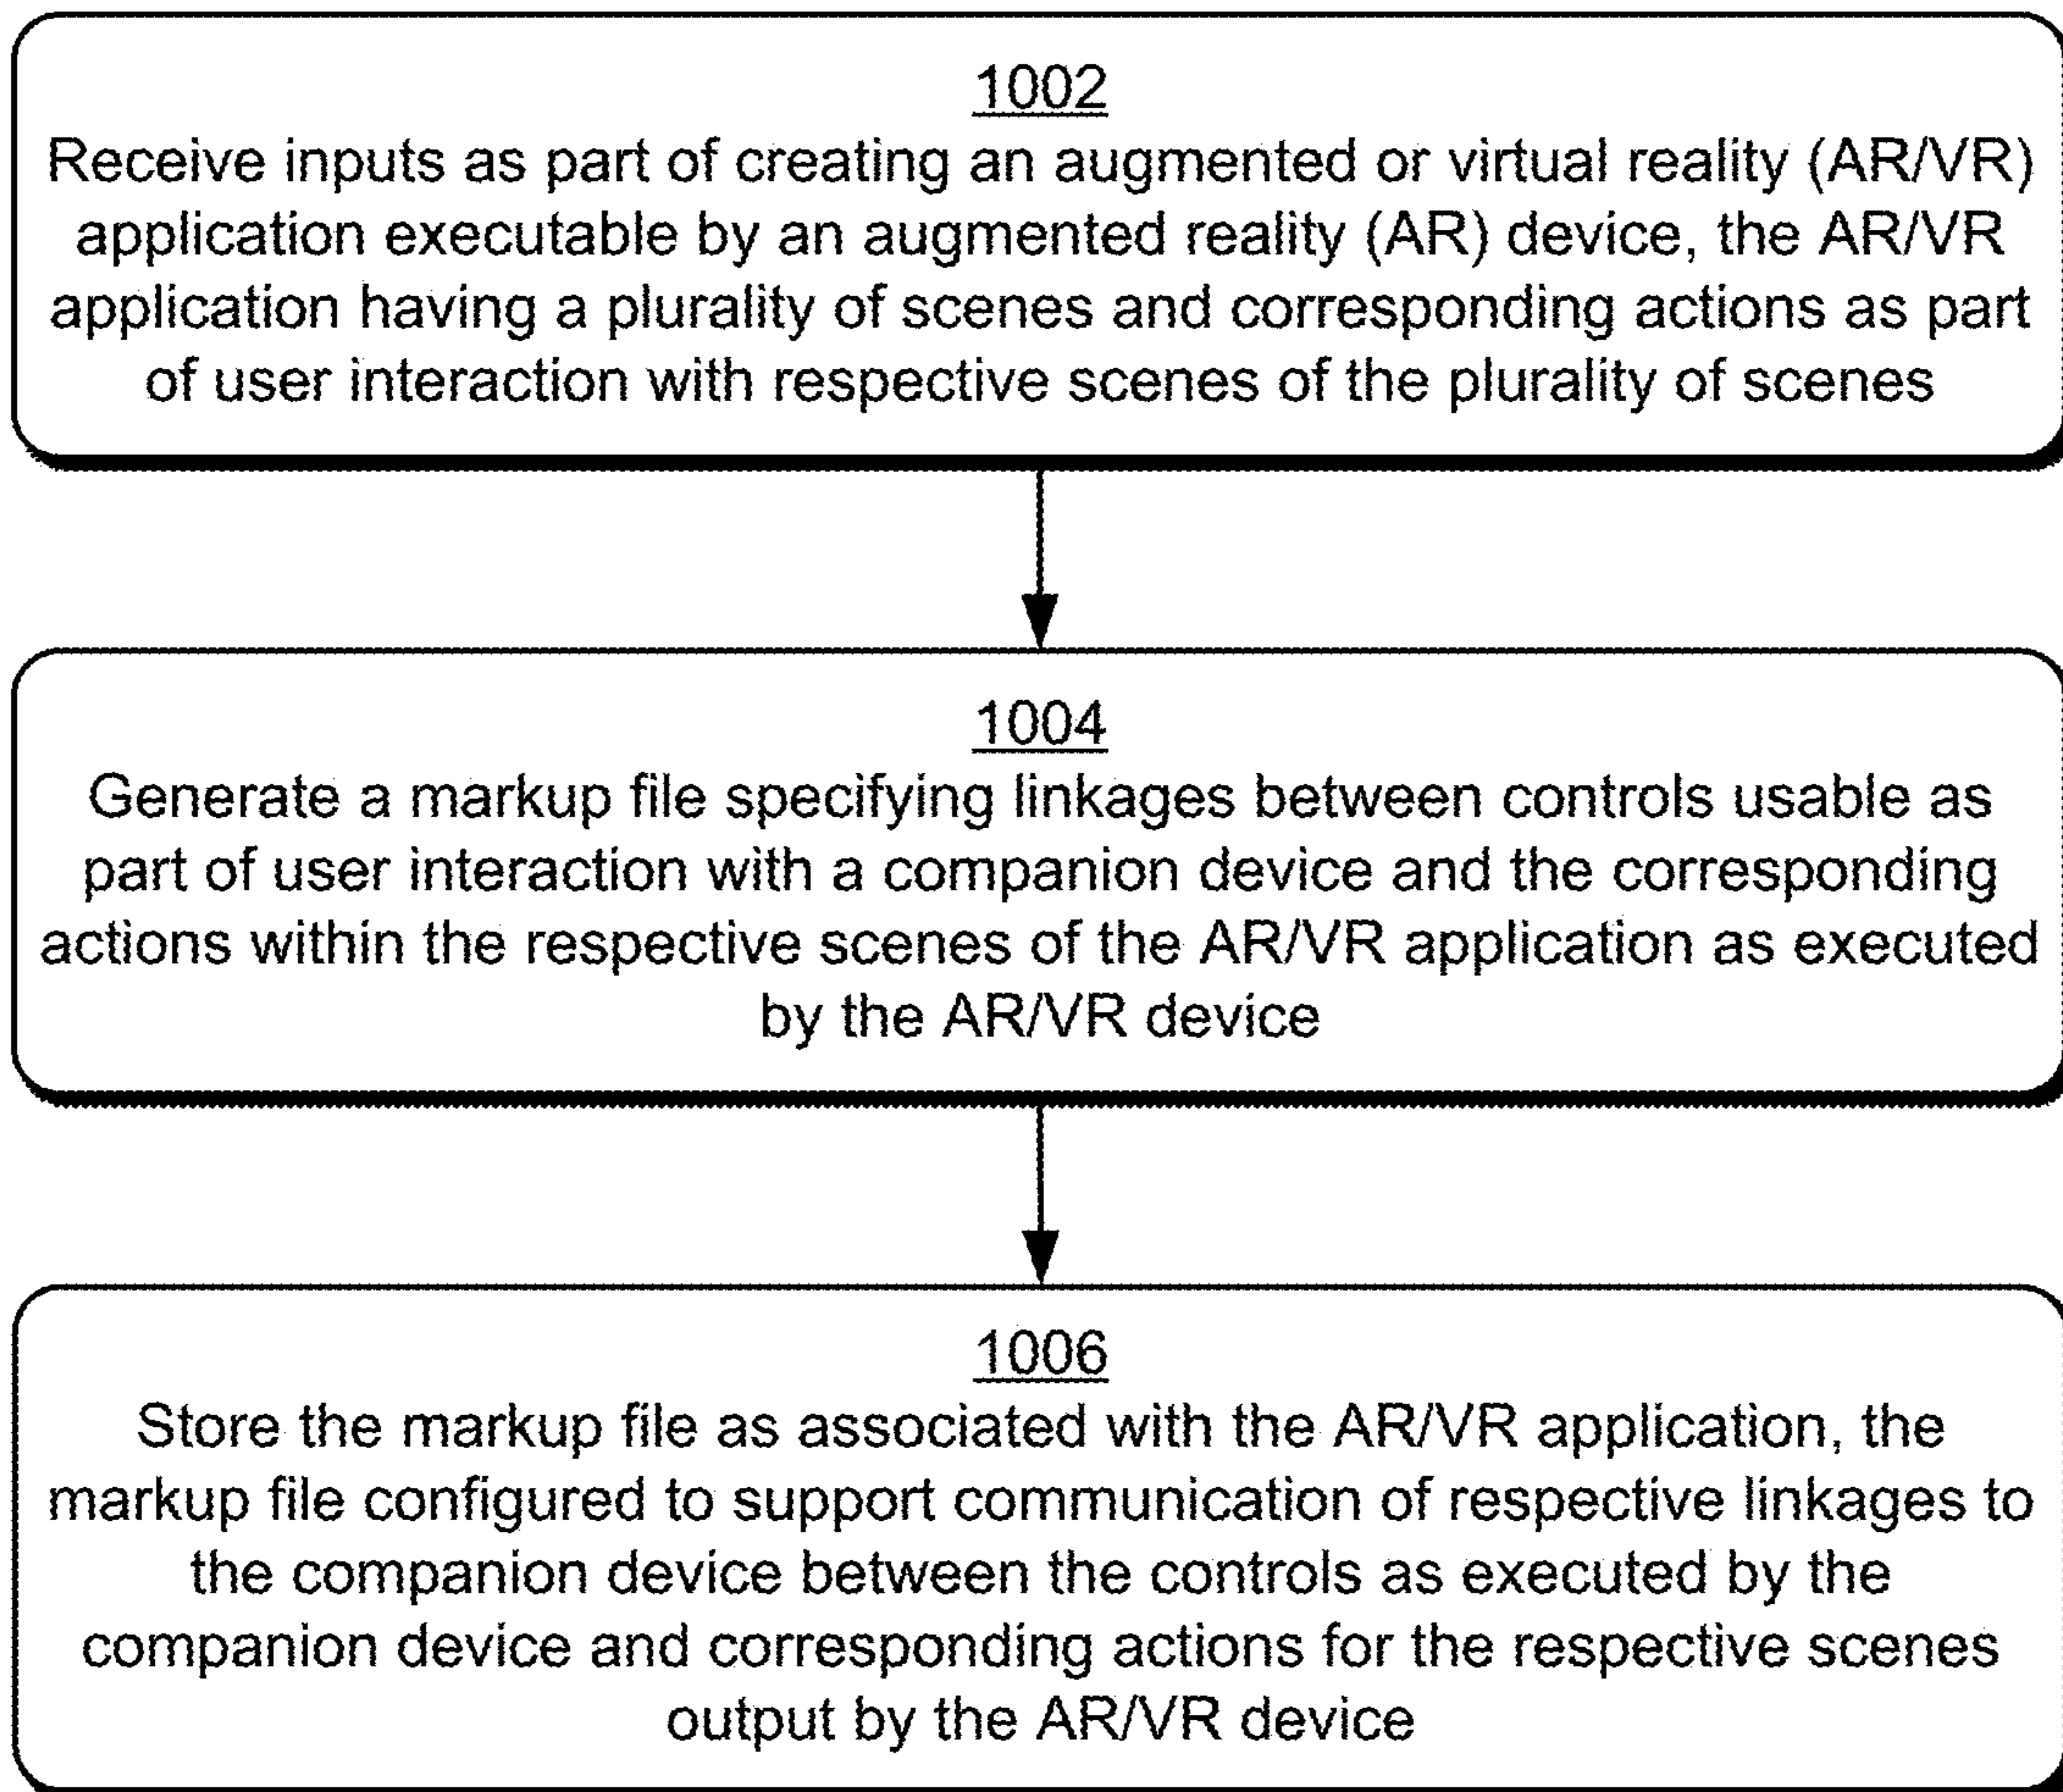 1002
Receive inputs as part of creating an augmented or virtual reality (AR/VR)
application executable by an augmented reality (AR) device, the AR/VR
application having a plurality of scenes and corresponding actions as part
of user interaction with respective scenes of the plurality of scenes
1004
Generate a markup file specifying linkages between controls usable as
part of user interaction with a companion device and the corresponding
actions within the respective scenes of the AR/VR application as executed
by the AR/VR device
1006
Store the markup file as associated with the AR/VR application, the
markup file configured to support communication of respective linkages to
the companion device between the controls as executed by the
companion device and corresponding actions for the respective scenes
output by the AR/VR device